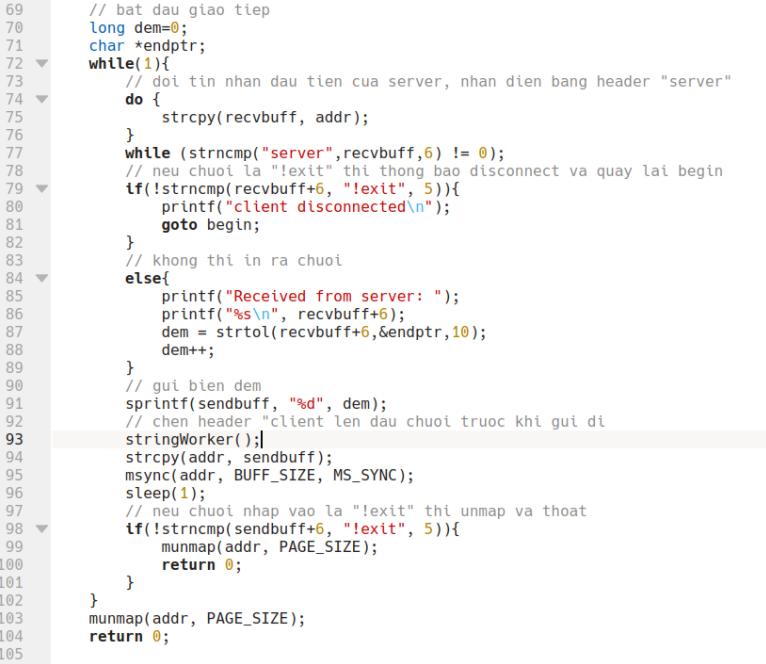 69     // bat dau giao tiep
70     long dem=0;
71     char *endptr;
72     while(1){
73         // doi tin nhan dau tien cua server, nhan dien bang header "server"
74         do {
75             strcpy(recvbuff, addr);
76         }
77         while (strncmp("server",recvbuff,6) != 0);
78         // neu chuoi la "!exit" thi thong bao disconnect va quay lai begin
79         if(!strncmp(recvbuff+6, "!exit", 5)){
80             printf("client disconnected\n");
81             goto begin;
82         }
83         // khong thi in ra chuoi
84         else{
85             printf("Received from server: ");
86             printf("%s\n", recvbuff+6);
87             dem = strtol(recvbuff+6,&endptr,10);
88             dem++;
89         }
90         // gui bien dem
91         sprintf(sendbuff, "%d", dem);
92         // chen header "client len dau chuoi truoc khi gui di
93         stringWorker();
94         strcpy(addr, sendbuff);
95         msync(addr, BUFF_SIZE, MS_SYNC);
96         sleep(1);
97         // neu chuoi nhap vao la "!exit" thi unmap va thoat
98         if(!strncmp(sendbuff+6, "!exit", 5)){
99             munmap(addr, PAGE_SIZE);
100             return 0;
101         }
102     }
103     munmap(addr, PAGE_SIZE);
104     return 0;
105